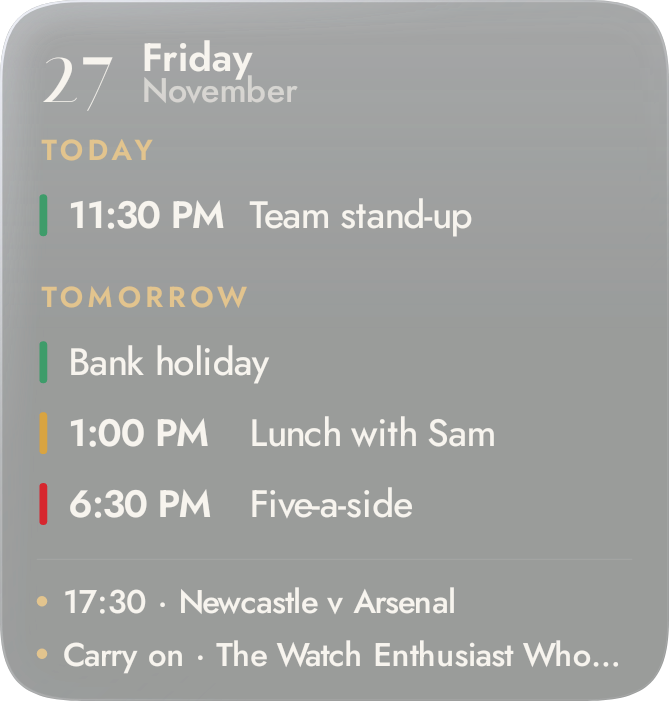 27 Friday
November
TODAY
11:30 PM Team stand-up
TOMORROW
Bank holiday
1:00 PM Lunch with Sam
6:30 PM Five-a-side
• 17:30 · Newcastle v Arsenal
• Carry on · The Watch Enthusiast Who...